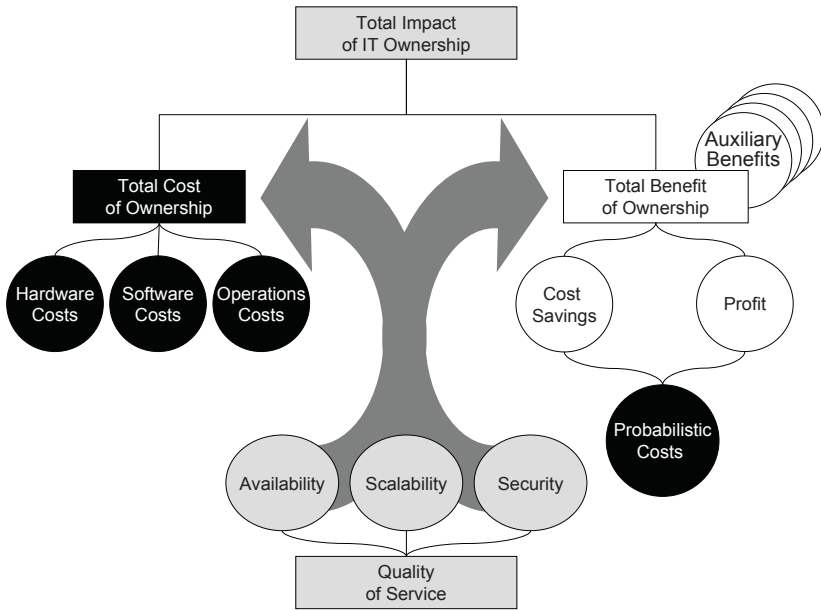 Total Impact
of IT Ownership
Auxiliary
Benefits
Total Cost
of Ownership
Total Benefit
of Ownership
Hardware
Costs
Software
Costs
Operations
Costs
Cost
Savings
Profit
Probabilistic
Costs
Availability
Scalability
Security
Quality
of Service